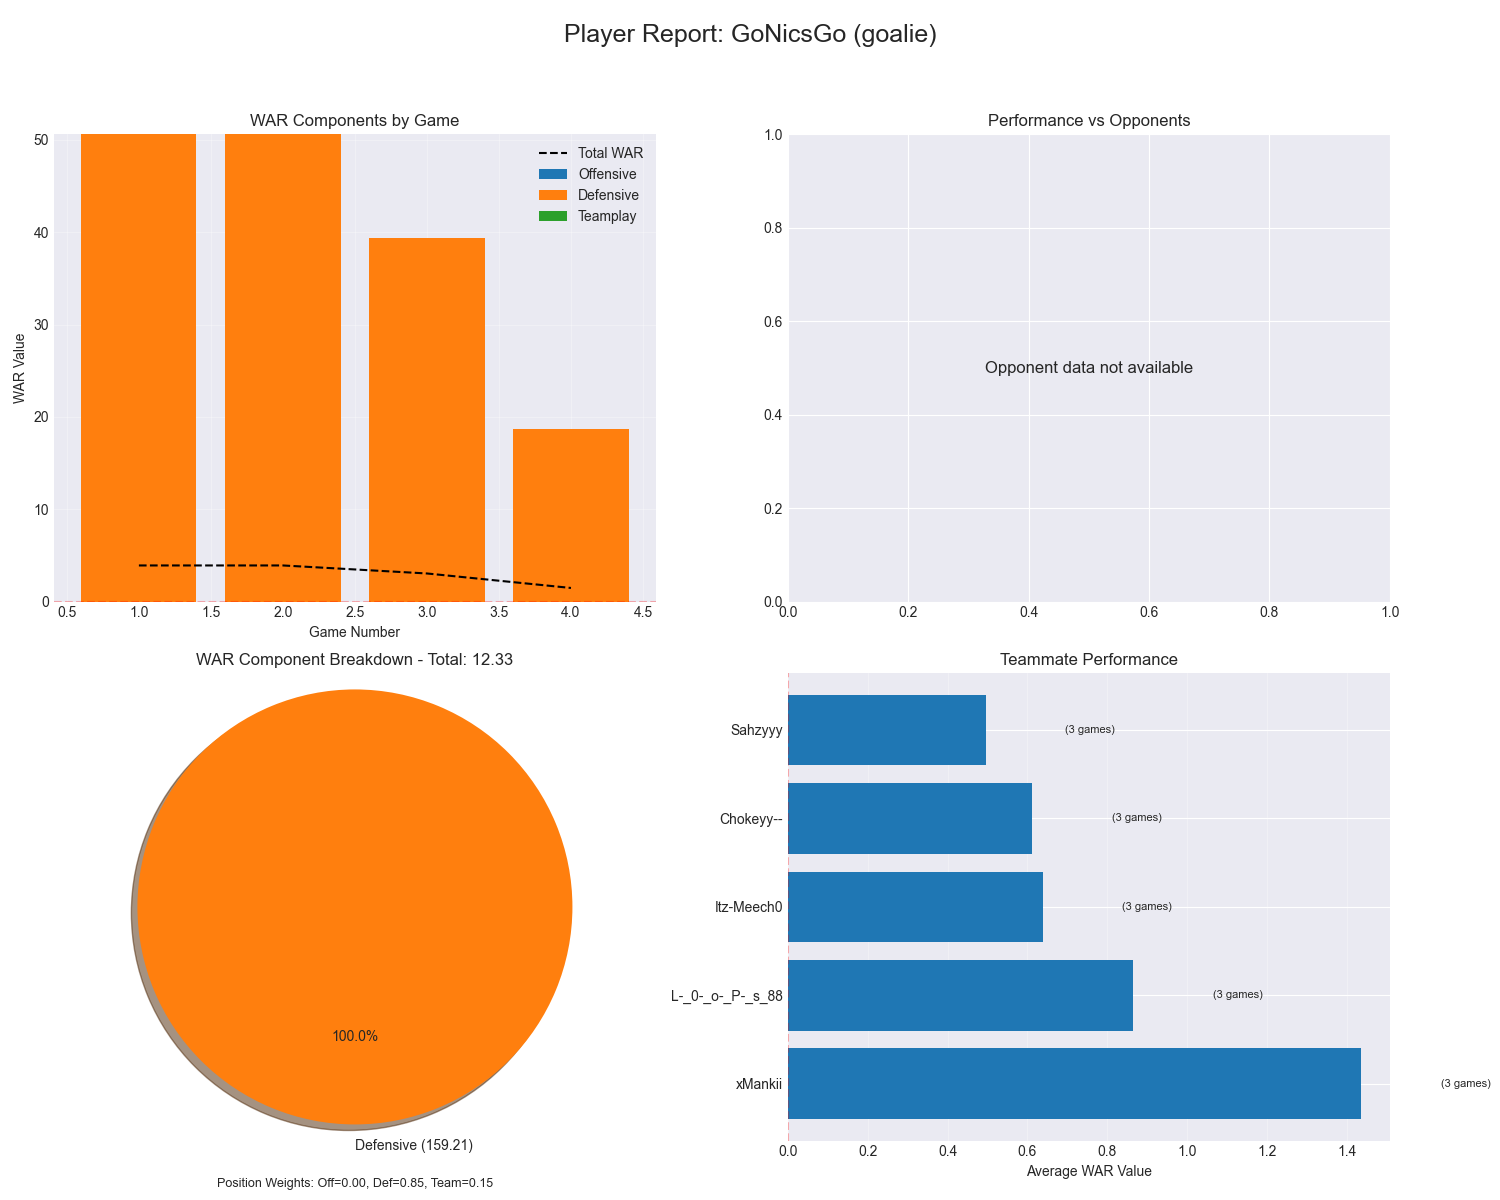 Player Report: GoNicsGo (goalie)
WAR Components by Game
50
40
30
20
10
0
WAR Value
0.5 1.0 1.5 2.0 2.5 3.0 3.5 4.0 4.5
Game Number
Total WAR
Offensive
Defensive
Teamplay
Performance vs Opponents
1.0
0.8
0.6
0.4
0.2
0.0
Opponent data not available
0.0 0.2 0.4 0.6 0.8 1.0
WAR Component Breakdown - Total: 12.33
100.0%
Defensive (159.21)
Position Weights: Off=0.00, Def=0.85, Team=0.15
Teammate Performance
Sahzyyy (3 games)
Chokeyy-- (3 games)
Itz-Meech0 (3 games)
L-_0-_o-_P-_s_88 (3 games)
xMankii (3 games)
0.0 0.2 0.4 0.6 0.8 1.0 1.2 1.4
Average WAR Value